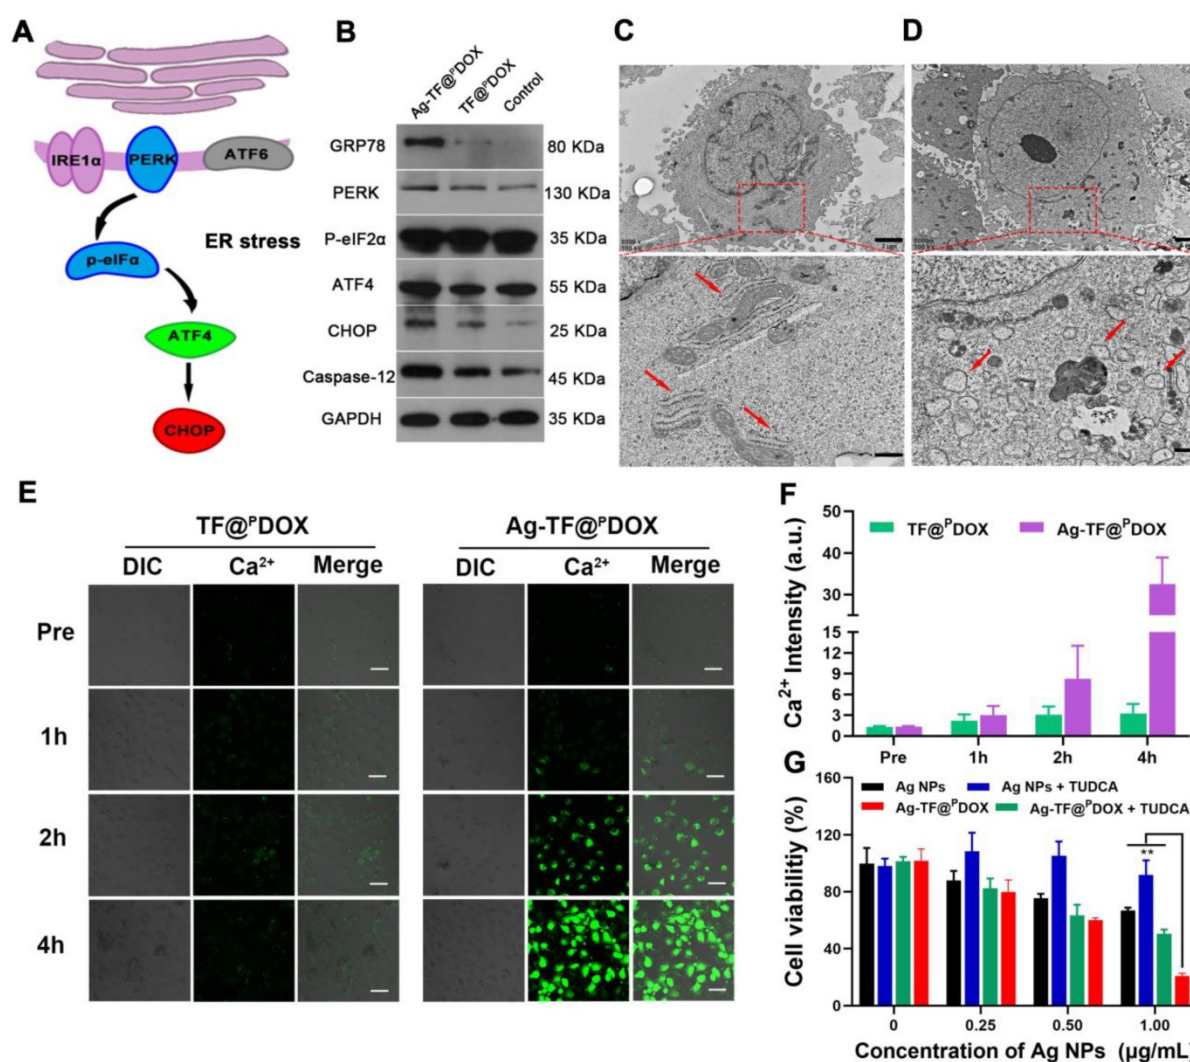 A
IRE1α
PERK
ATF6
p-eIFα
ER stress
ATF4
CHOP
B
Ag-TF@ᴾDOX
TF@ᴾDOX
Control
GRP78 80 KDa
PERK 130 KDa
P-eIF2α 35 KDa
ATF4 55 KDa
CHOP 25 KDa
Caspase-12 45 KDa
GAPDH 35 KDa
C
D
E
TF@ᴾDOX Ag-TF@ᴾDOX
DIC Ca²⁺ Merge DIC Ca²⁺ Merge
Pre
1h
2h
4h
F
TF@ᴾDOX Ag-TF@ᴾDOX
Ca²⁺ Intensity (a.u.)
50
40
30
15
12
9
6
3
0
Pre 1h 2h 4h
G
Ag NPs Ag NPs + TUDCA
Ag-TF@ᴾDOX Ag-TF@ᴾDOX + TUDCA
**
Cell viabilitiy (%)
160
120
80
40
0
0 0.25 0.50 1.00 (μg/mL)
Concentration of Ag NPs